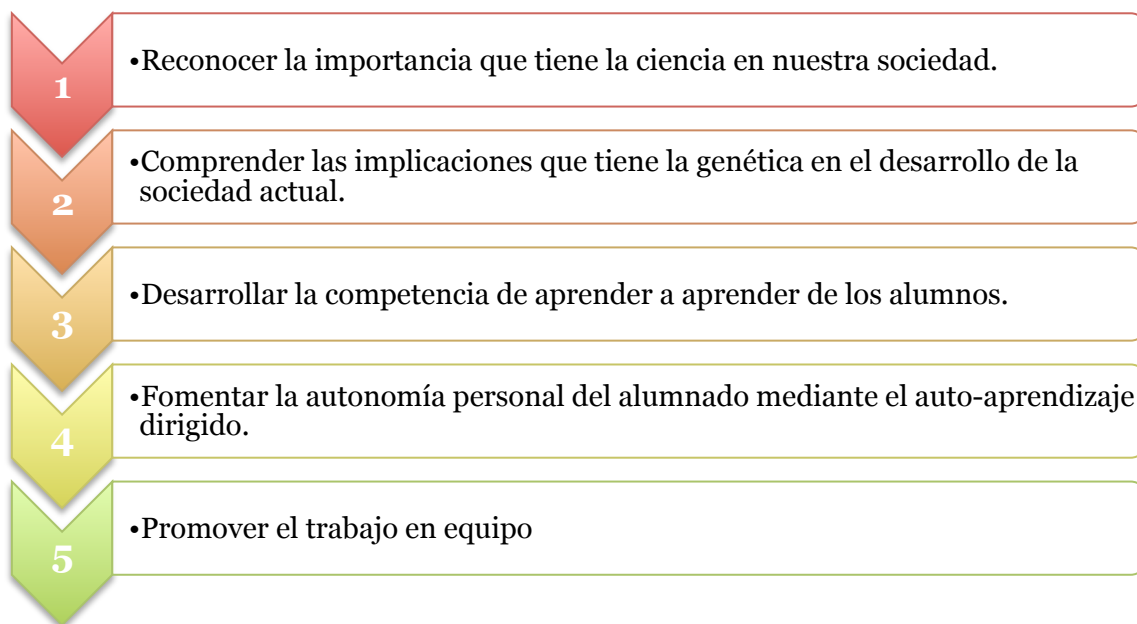 1
•Reconocer la importancia que tiene la ciencia en nuestra sociedad.
2
•Comprender las implicaciones que tiene la genética en el desarrollo de la
sociedad actual.
3
•Desarrollar la competencia de aprender a aprender de los alumnos.
4
•Fomentar la autonomía personal del alumnado mediante el auto-aprendizaje
dirigido.
5
•Promover el trabajo en equipo